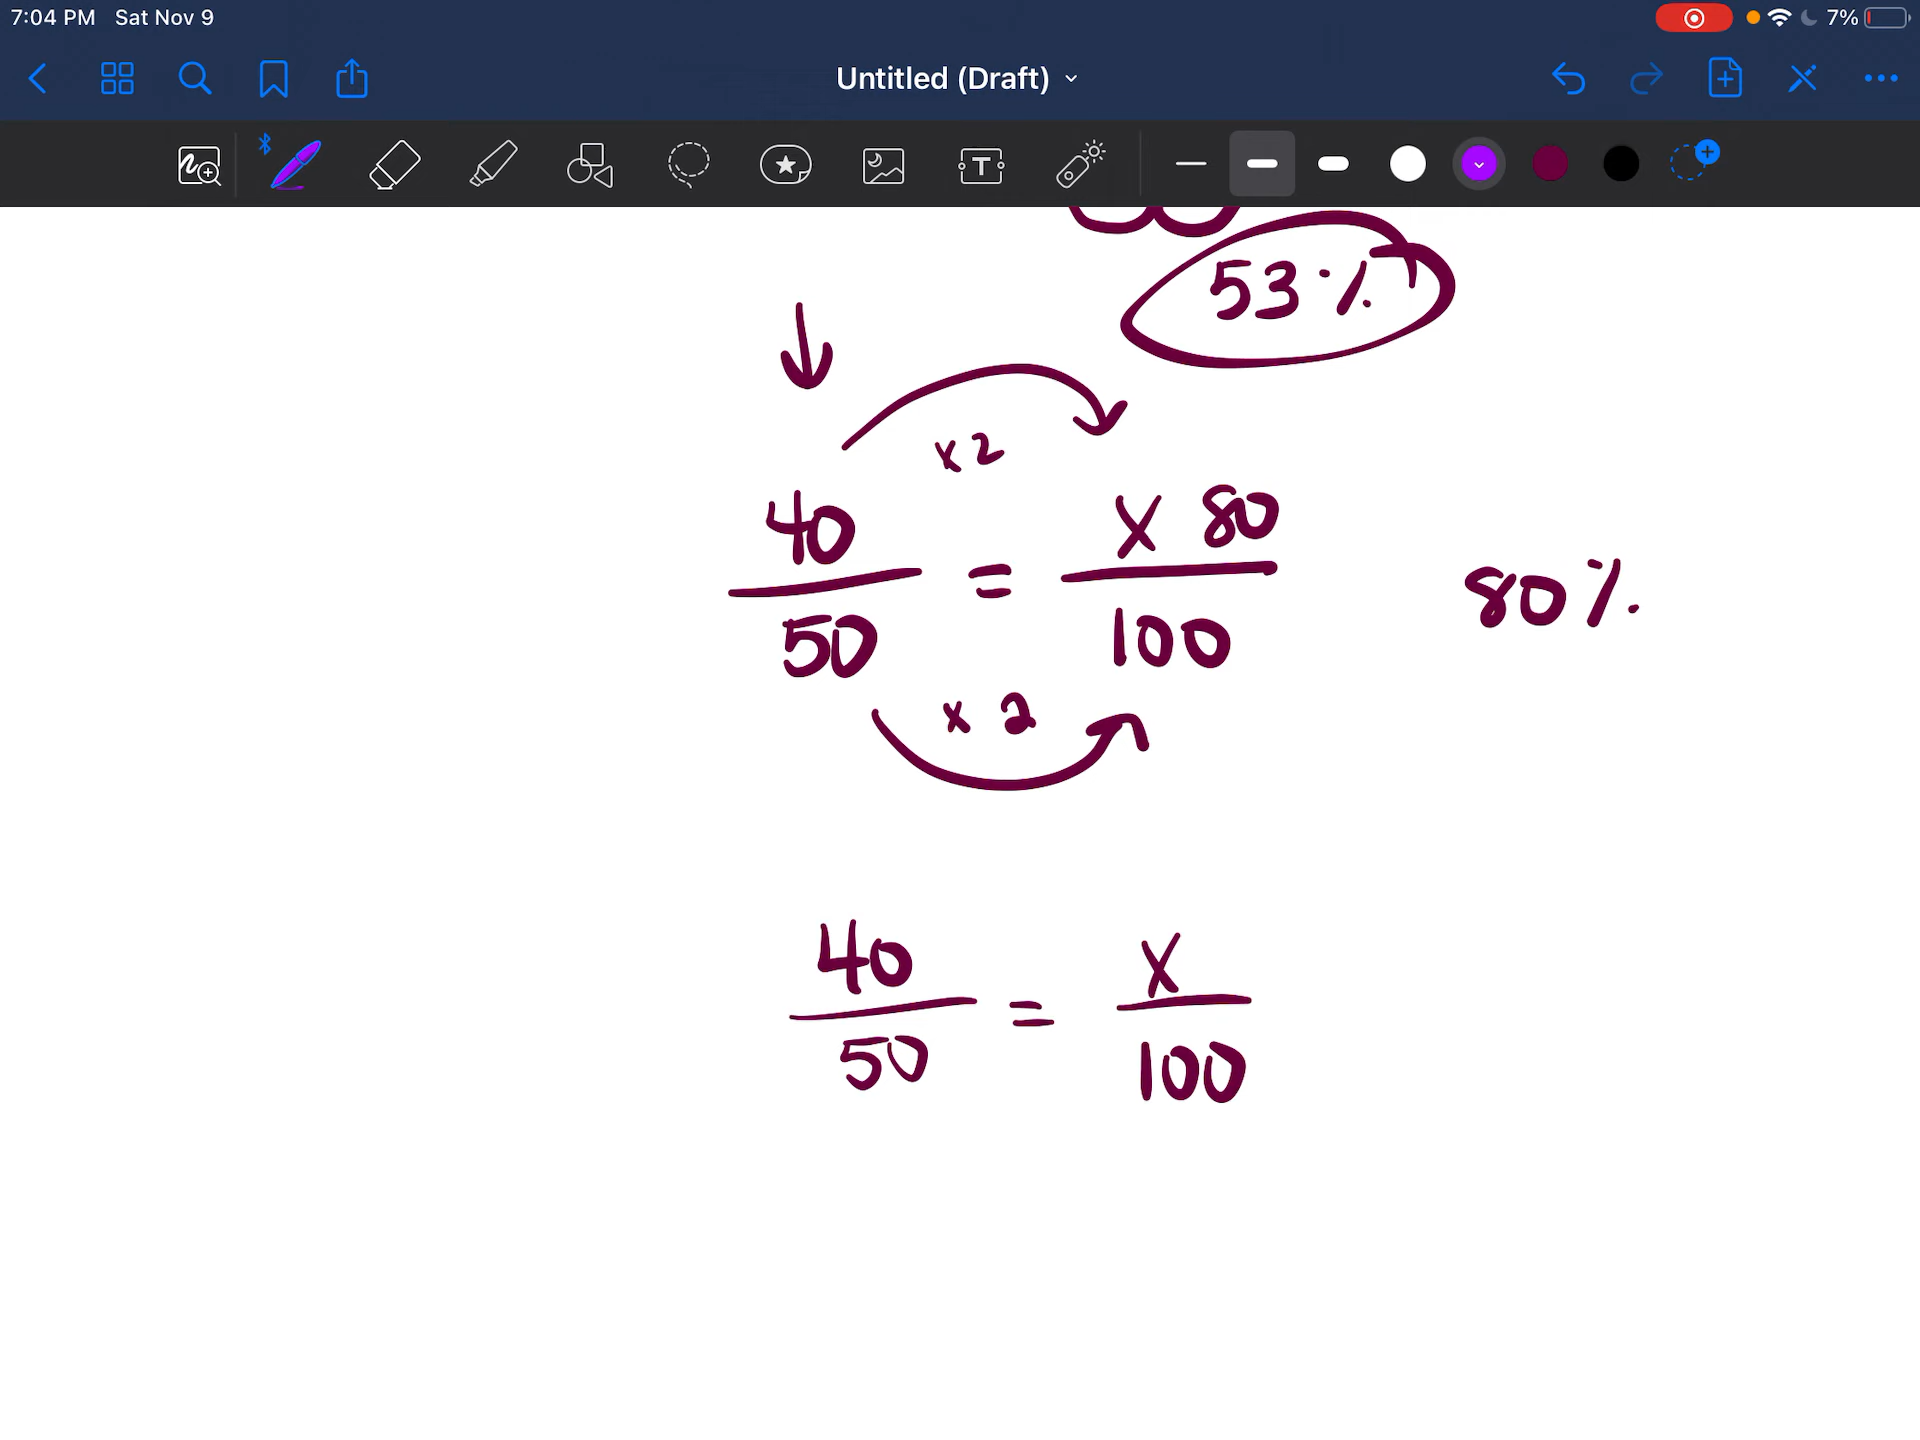 7:04 PM Sat Nov 9
7%
Untitled (Draft)
T
53%
x2
40/50 = x 80/100
80%
x 2
40/50 = x/100